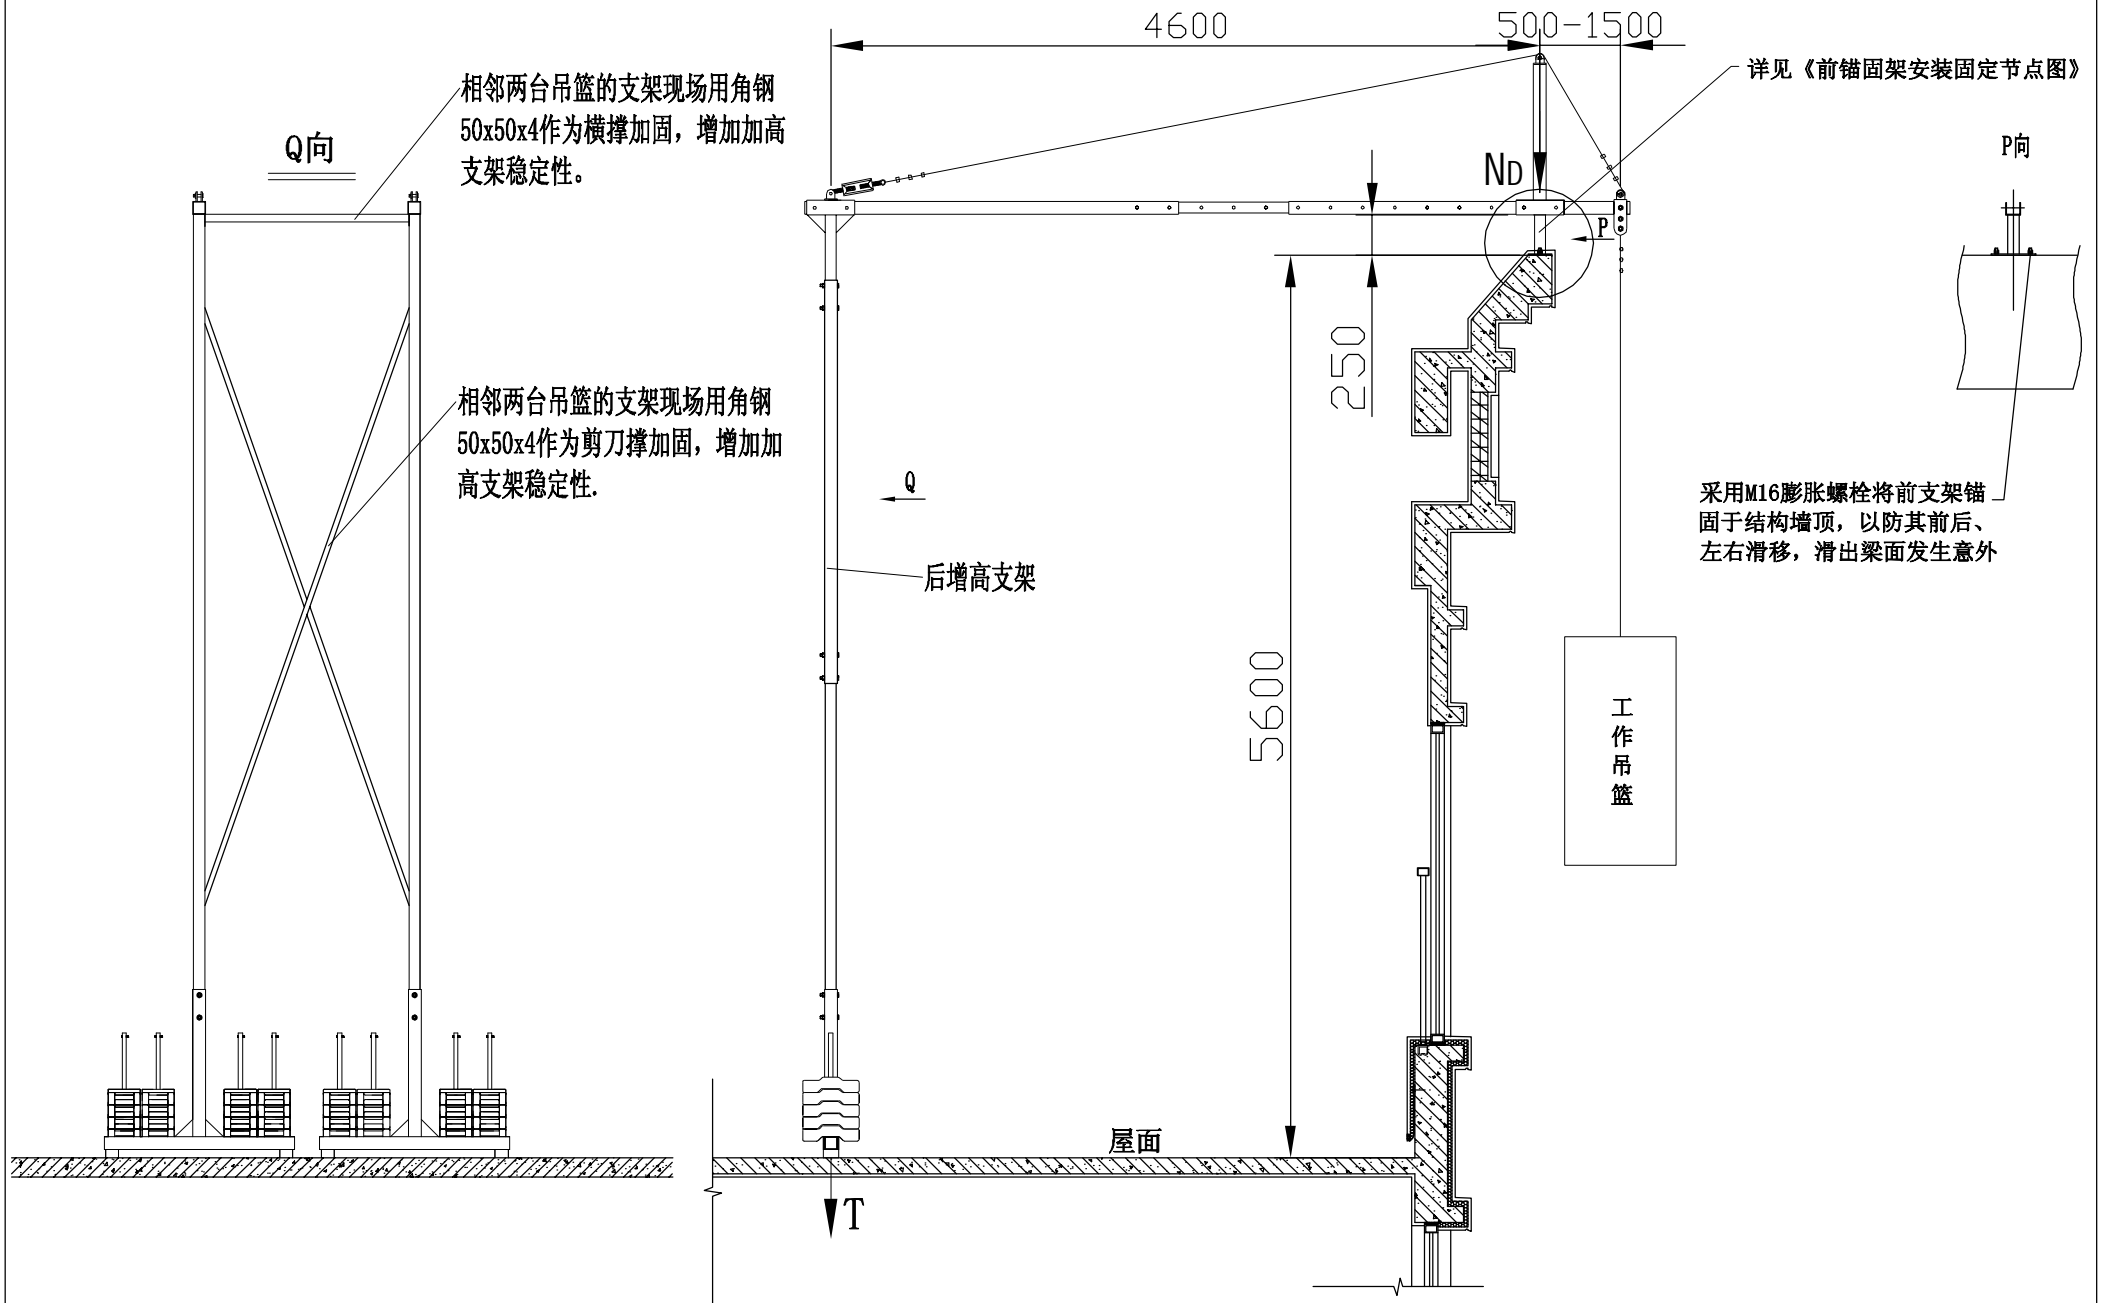 4600
500-1500
详见《前锚固架安装固定节点图》
相邻两台吊篮的支架现场用角钢
50x50x4作为横撑加固，增加加高
支架稳定性。
Q向
P向
ND
P
250
相邻两台吊篮的支架现场用角钢
50x50x4作为剪刀撑加固，增加加
高支架稳定性.
Q
采用M16膨胀螺栓将前支架锚
固于结构墙顶，以防其前后、
左右滑移，滑出梁面发生意外
后增高支架
5600
工
作
吊
篮
屋面
T